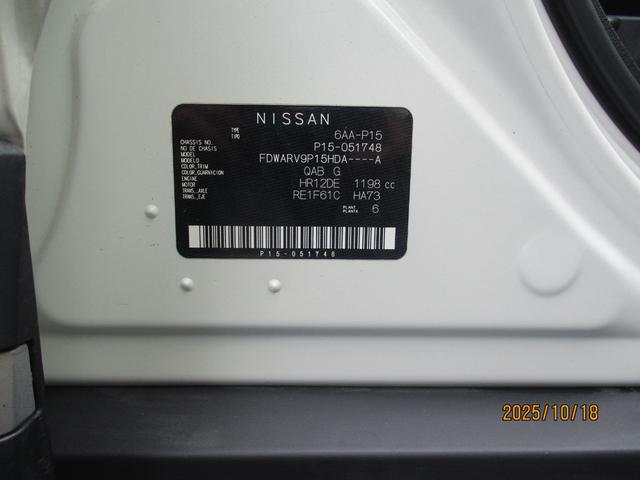 NISSAN
TYPE
TIPO 6AA-P15
CHASSIS NO.
NO DE CHASSIS P15-051748
MODEL
MODELO FDWARV9P15HDA----A
COLOR,TRIM
COLOR,GUARNICION QAB G
ENGINE
MOTOR HR12DE 1198 cc
TRANS.,AXLE
TRANS.,EJE RE1F61C HA73
PLANT
PLANTA 6
P15-051748
2025/10/18